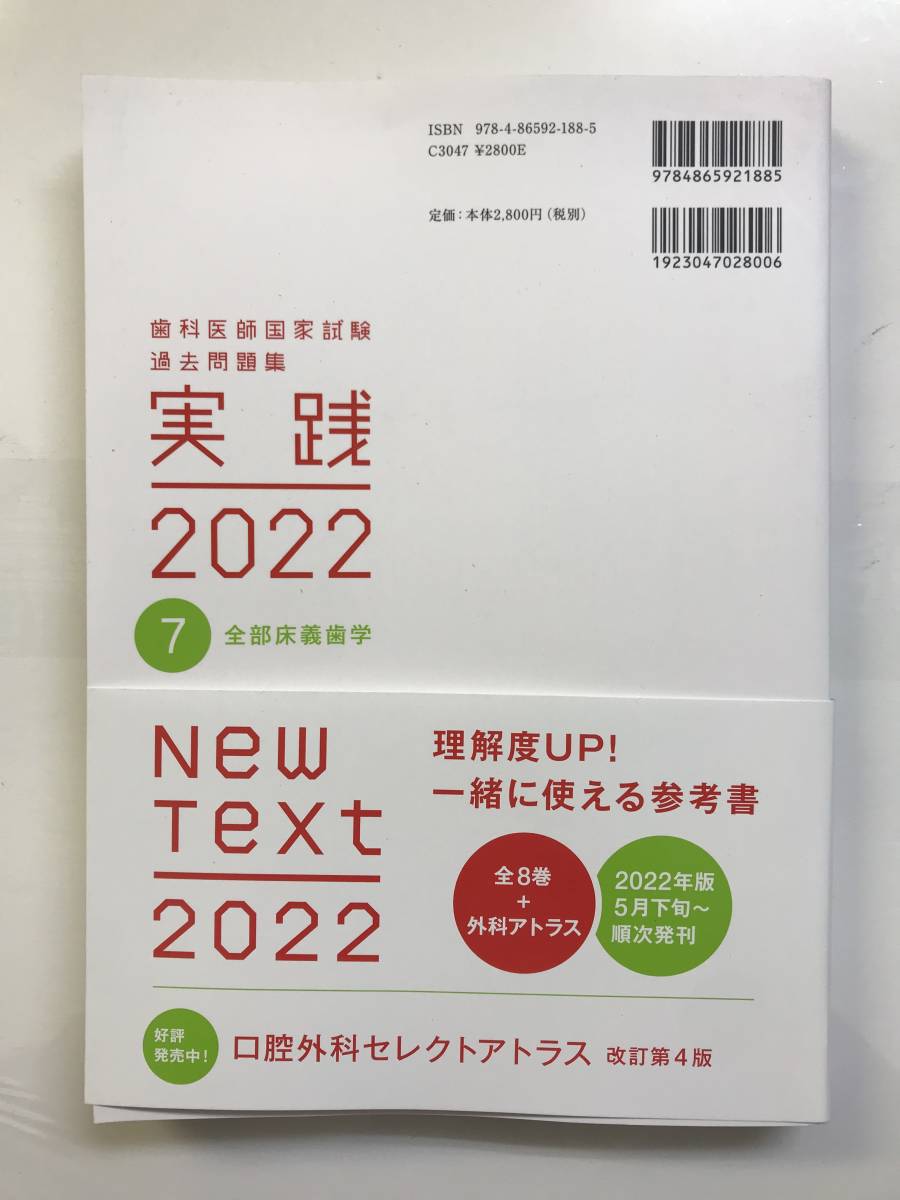 ISBN 978-4-86592-188-5
C3047 ¥2800E
9784865921885
定価：本体2,800円（税別）
1923047028006
歯科医師国家試験
過去問題集
実践
2022
7 全部床義歯学
New
Text
2022
理解度UP！
一緒に使える参考書
全8巻
+
外科アトラス
2022年版
5月下旬～
順次発刊
好評
発売中！
口腔外科セレクトアトラス 改訂第4版